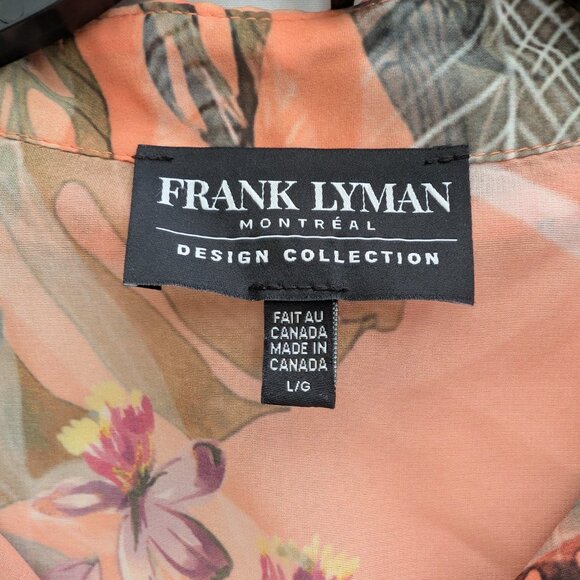 FRANK LYMAN
MONTRÉAL
DESIGN COLLECTION
FAIT AU
CANADA
MADE IN
CANADA
L/G